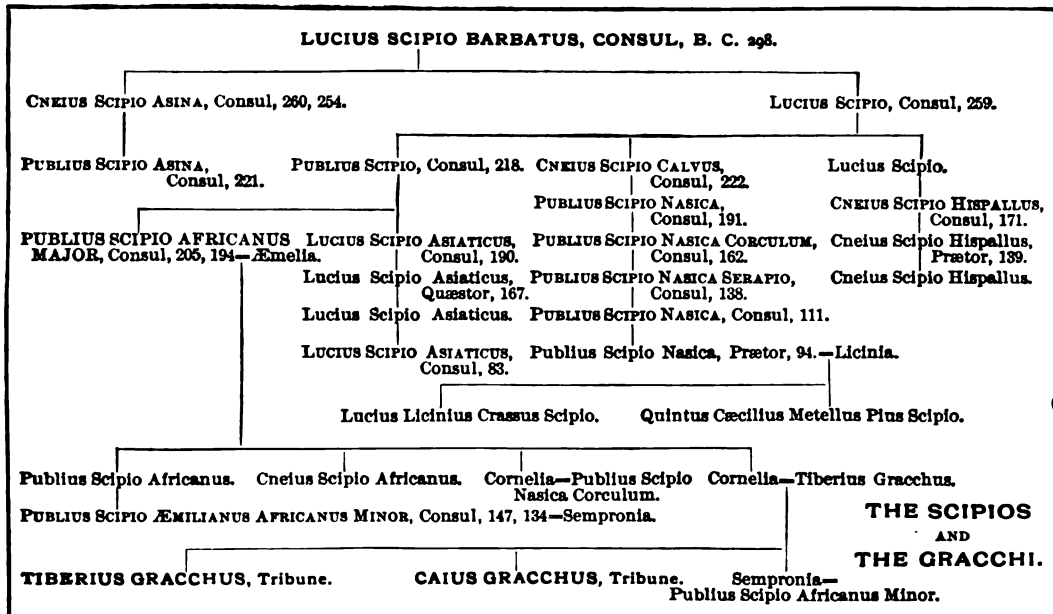 LUCIUS SCIPIO BARBATUS, CONSUL, B. C. 298.
CNEIUS SCIPIO ASINA, Consul, 260, 254.
LUCIUS SCIPIO, Consul, 259.
PUBLIUS SCIPIO ASINA,
Consul, 221.
PUBLIUS SCIPIO, Consul, 218.
CNEIUS SCIPIO CALVUS,
Consul, 222.
Lucius Scipio.
PUBLIUS SCIPIO NASICA,
Consul, 191.
CNEIUS SCIPIO HISPALLUS,
Consul, 171.
PUBLIUS SCIPIO AFRICANUS
MAJOR, Consul, 205, 194=Æmelia.
LUCIUS SCIPIO ASIATICUS,
Consul, 190.
PUBLIUS SCIPIO NASICA CORCULUM,
Consul, 162.
Cneius Scipio Hispallus,
Prætor, 139.
Lucius Scipio Asiaticus,
Quæstor, 167.
PUBLIUS SCIPIO NASICA SERAPIO,
Consul, 138.
Cneius Scipio Hispallus.
Lucius Scipio Asiaticus.
PUBLIUS SCIPIO NASICA, Consul, 111.
LUCIUS SCIPIO ASIATICUS,
Consul, 83.
Publius Scipio Nasica, Prætor, 94.=Licinia.
Lucius Licinius Crassus Scipio.
Quintus Cæcilius Metellus Pius Scipio.
Publius Scipio Africanus.
Cneius Scipio Africanus.
Cornelia=Publius Scipio
Nasica Corculum.
Cornelia=Tiberius Gracchus.
PUBLIUS SCIPIO ÆMILIANUS AFRICANUS MINOR, Consul, 147, 134=Sempronia.
THE SCIPIOS
AND
THE GRACCHI.
TIBERIUS GRACCHUS, Tribune.
CAIUS GRACCHUS, Tribune.
Sempronia=
Publius Scipio Africanus Minor.